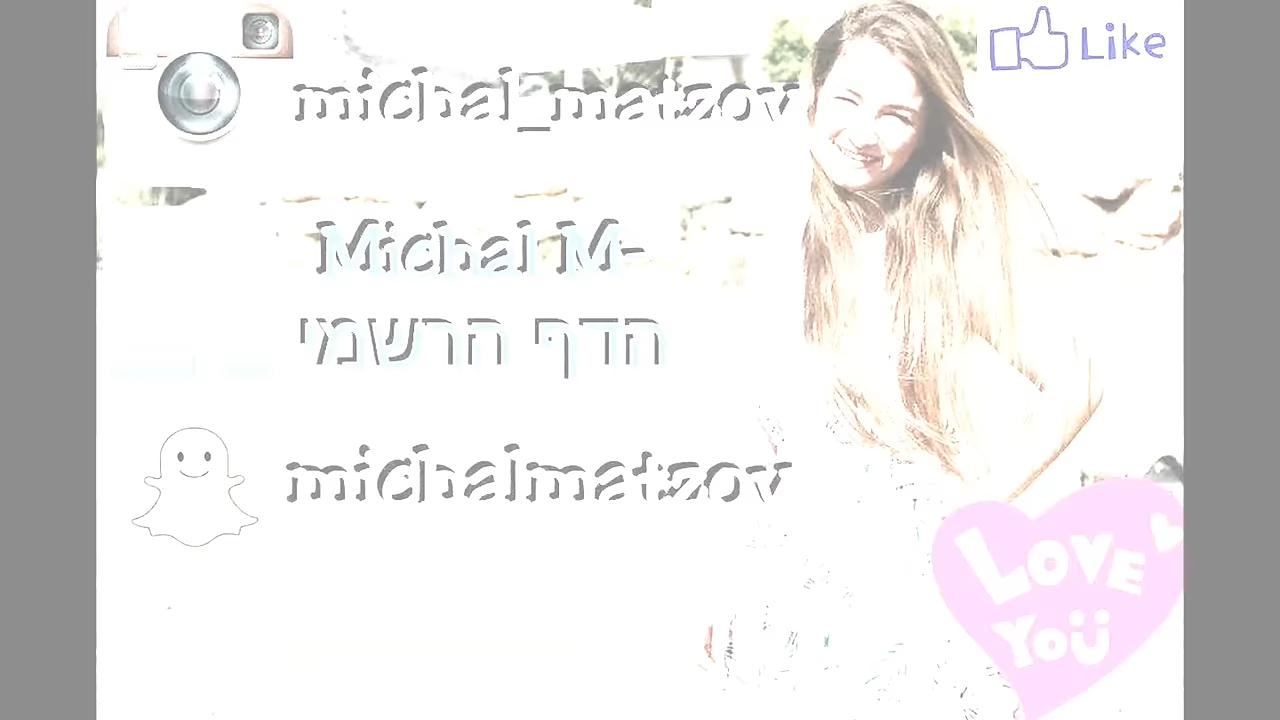 Like
michal_matzov
Michal M-
הדף הרשמי
michalmatzov
LOVE
YOU